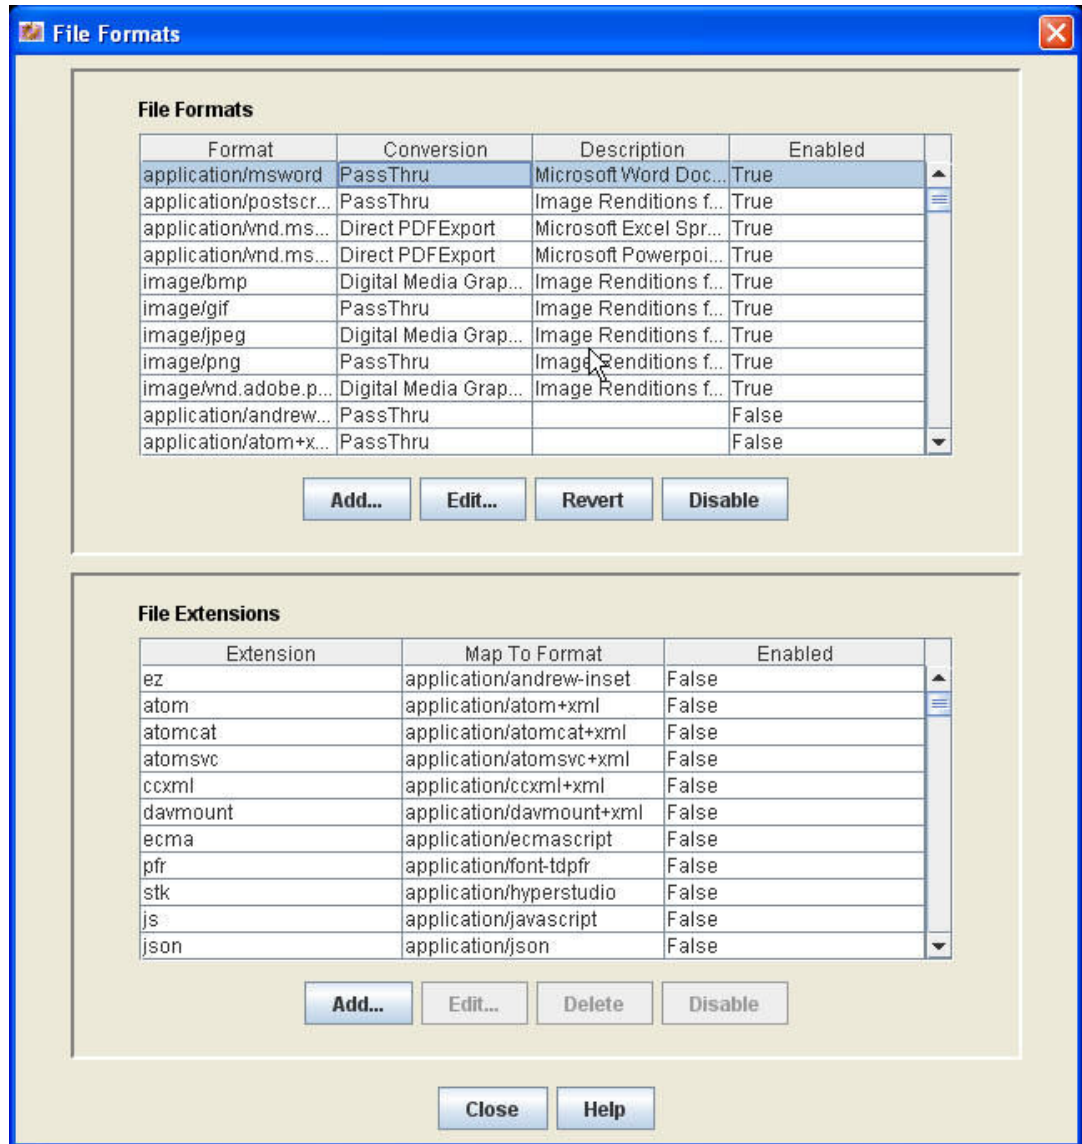 File Formats
File Formats
Format Conversion Description Enabled
application/msword PassThru Microsoft Word Doc... True
application/postscr... PassThru Image Renditions f... True
application/vnd.ms... Direct PDFExport Microsoft Excel Spr... True
application/vnd.ms... Direct PDFExport Microsoft Powerpoi... True
image/bmp Digital Media Grap... Image Renditions f... True
image/gif PassThru Image Renditions f... True
image/jpeg Digital Media Grap... Image Renditions f... True
image/png PassThru Image Renditions f... True
image/vnd.adobe.p... Digital Media Grap... Image Renditions f... True
application/andrew... PassThru False
application/atom+x... PassThru False
Add... Edit... Revert Disable
File Extensions
Extension Map To Format Enabled
ez application/andrew-inset False
atom application/atom+xml False
atomcat application/atomcat+xml False
atomsvc application/atomsvc+xml False
ccxml application/ccxml+xml False
davmount application/davmount+xml False
ecma application/ecmascript False
pfr application/font-tdpfr False
stk application/hyperstudio False
js application/javascript False
json application/json False
Add... Edit... Delete Disable
Close Help